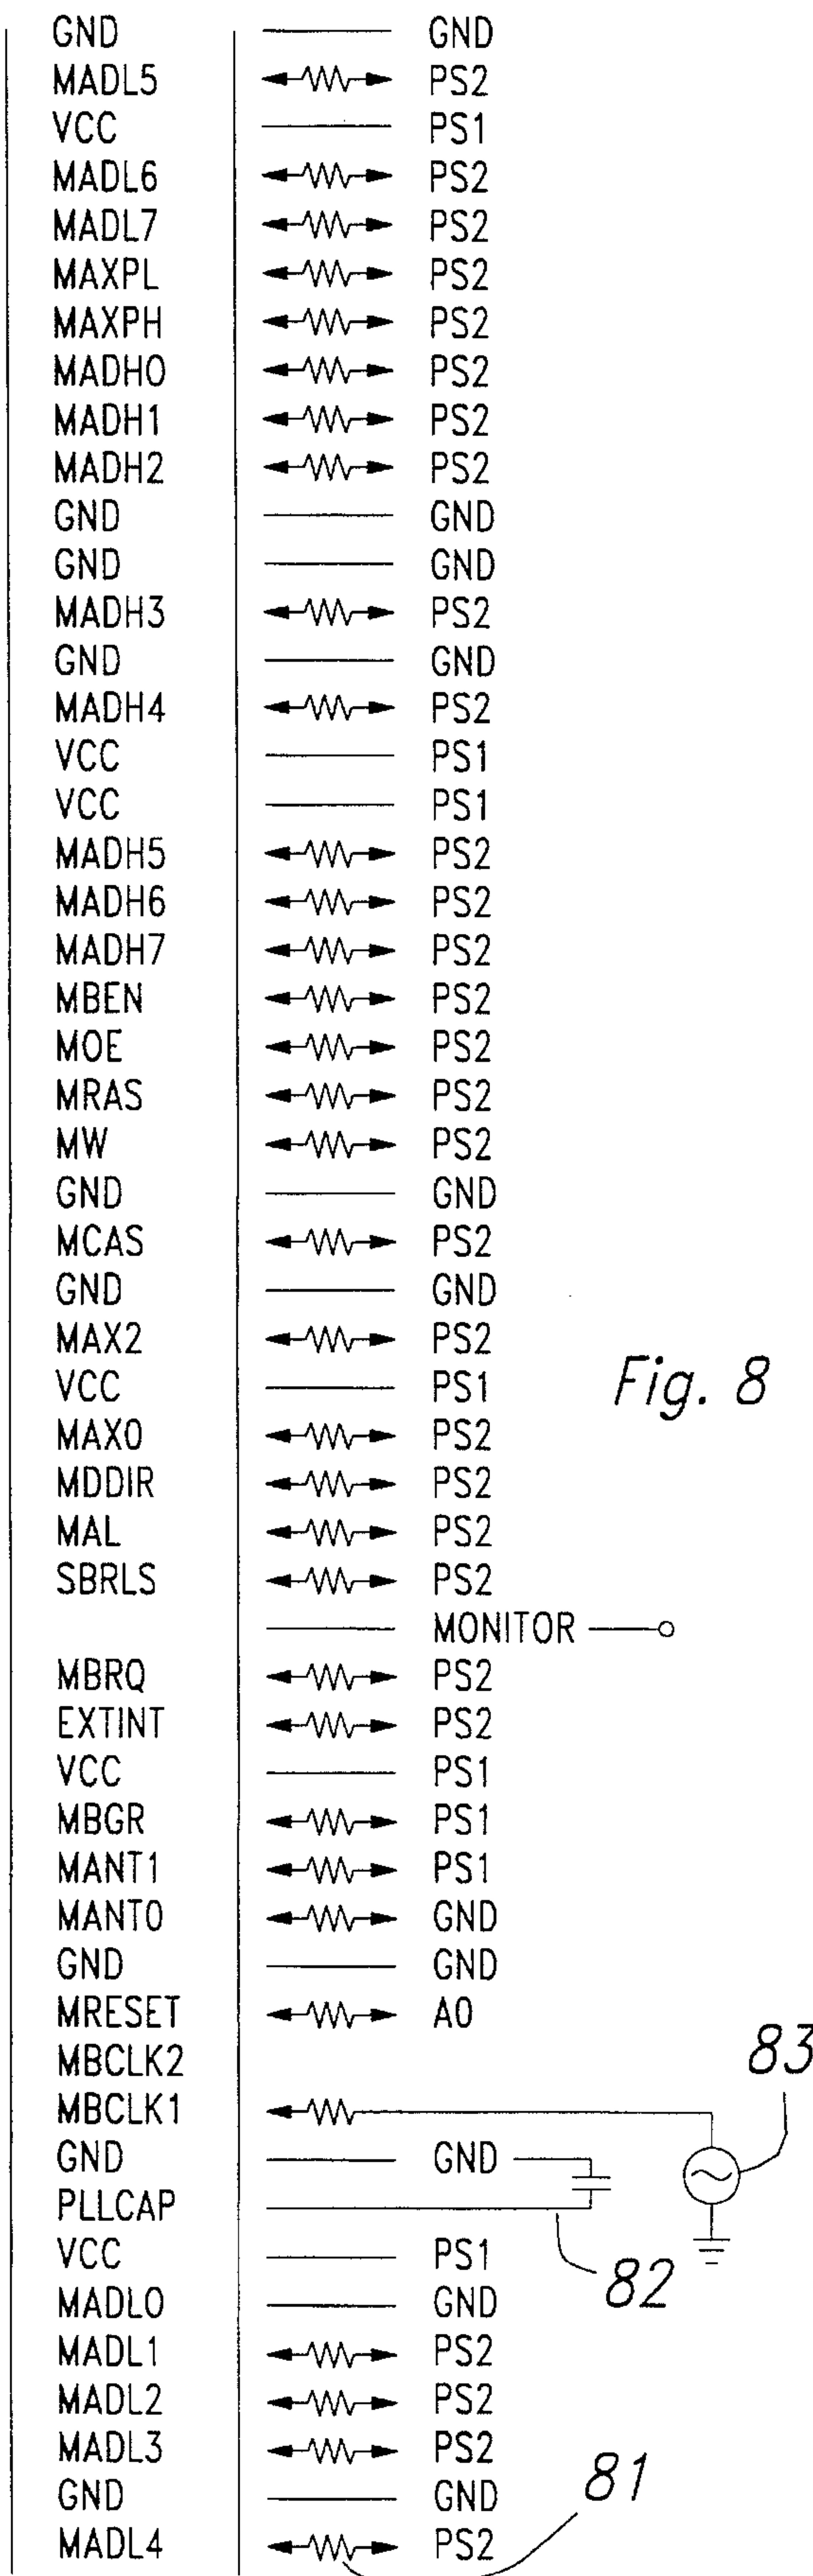 GND GND
MADL5 PS2
VCC PS1
MADL6 PS2
MADL7 PS2
MAXPL PS2
MAXPH PS2
MADH0 PS2
MADH1 PS2
MADH2 PS2
GND GND
GND GND
MADH3 PS2
GND GND
MADH4 PS2
VCC PS1
VCC PS1
MADH5 PS2
MADH6 PS2
MADH7 PS2
MBEN PS2
MOE PS2
MRAS PS2
MW PS2
GND GND
MCAS PS2
GND GND
MAX2 PS2
VCC PS1
Fig. 8
MAX0 PS2
MDDIR PS2
MAL PS2
SBRLS PS2
MONITOR
MBRQ PS2
EXTINT PS2
VCC PS1
MBGR PS1
MANT1 PS1
MANT0 GND
GND GND
MRESET A0
MBCLK2
83
MBCLK1
GND GND
PLLCAP
VCC PS1
82
MADL0 GND
MADL1 PS2
MADL2 PS2
MADL3 PS2
81
GND GND
MADL4 PS2